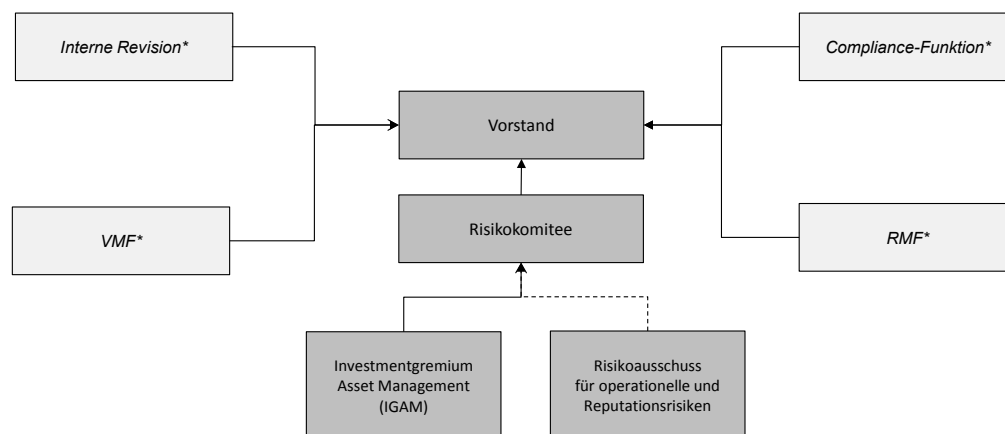 Interne Revision*
Compliance-Funktion*
Vorstand
VMF*
Risikokomitee
RMF*
Investmentgremium
Asset Management
(IGAM)
Risikoausschuss
für operationelle und
Reputationsrisiken